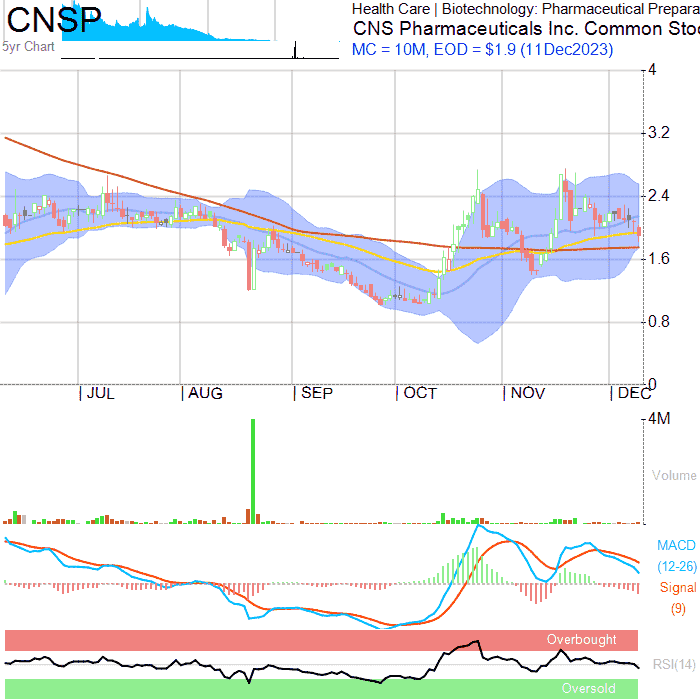 CNSP
5yr Chart
Health Care | Biotechnology: Pharmaceutical Prepara
CNS Pharmaceuticals Inc. Common Sto
MC = 10M, EOD = $1.9 (11Dec2023)
4
3.2
2.4
1.6
0.8
0
| JUL
| AUG
| SEP
| OCT
| NOV
| DEC
4M
Volume
MACD
(12-26)
Signal
(9)
Overbought
RSI(14)
Oversold